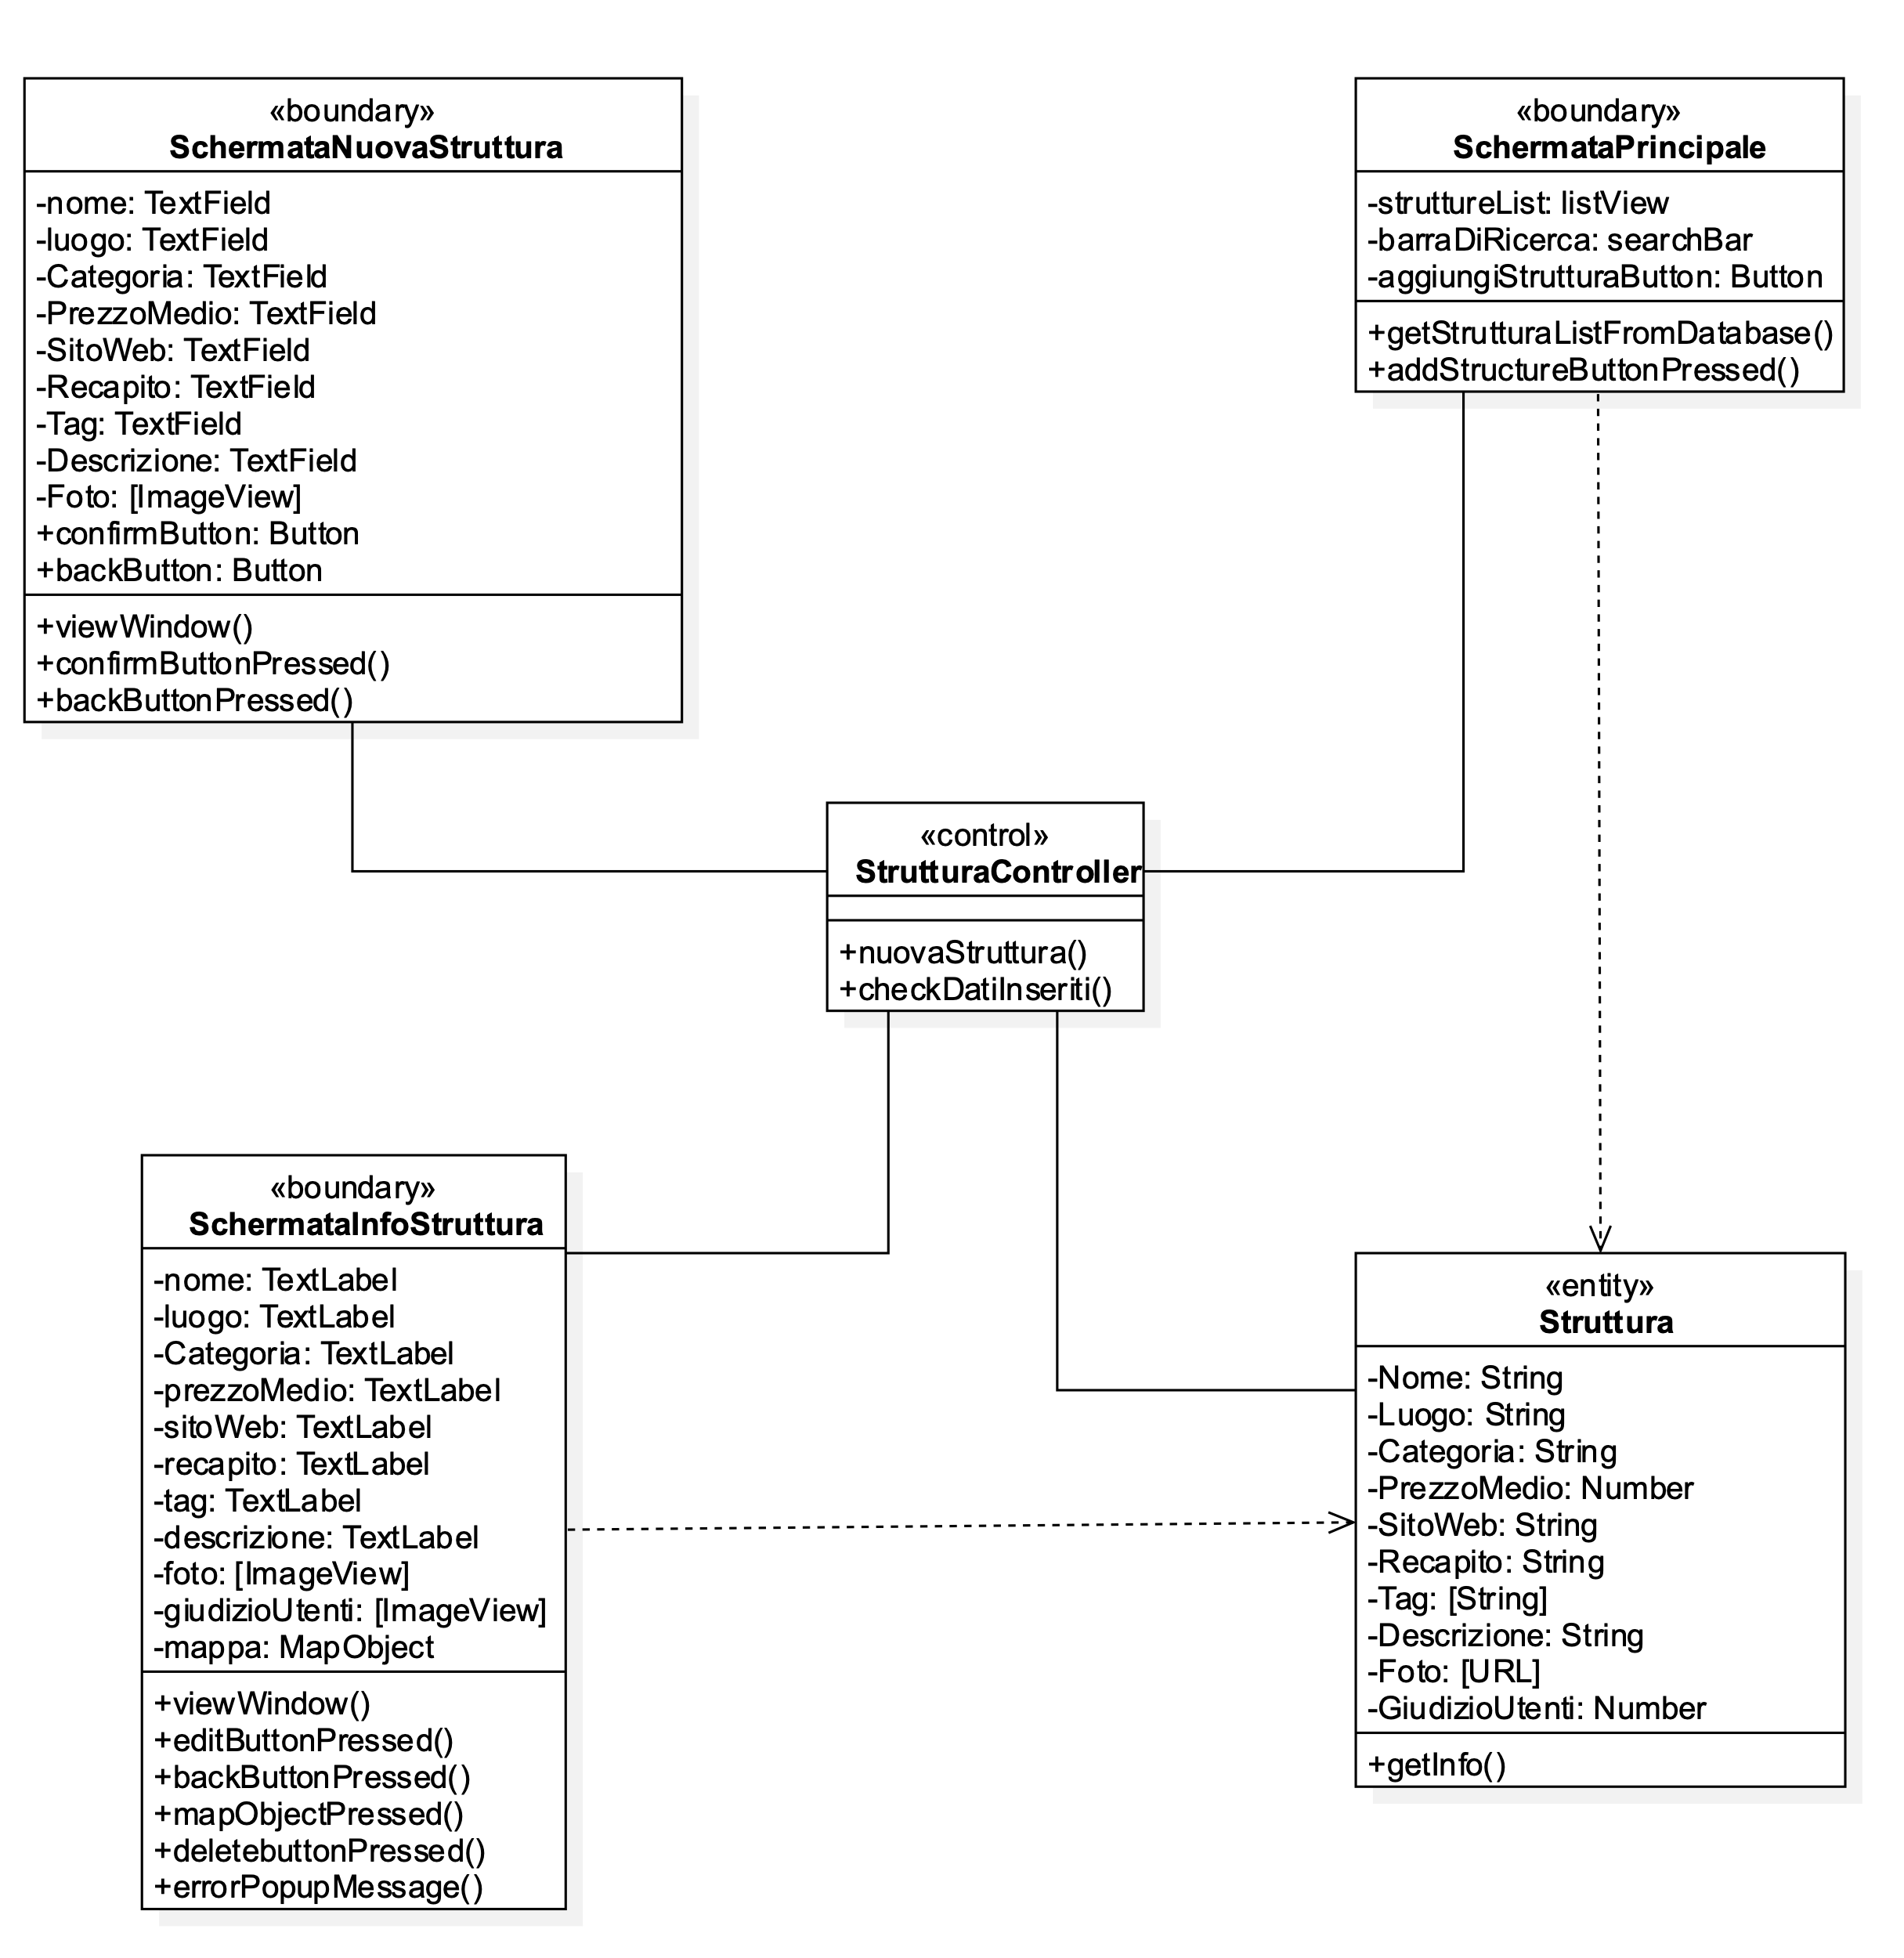 «boundary»
SchermataNuovaStruttura
-nome: TextField
-luogo: TextField
-Categoria: TextField
-PrezzoMedio: TextField
-SitoWeb: TextField
-Recapito: TextField
-Tag: TextField
-Descrizione: TextField
-Foto: [ImageView]
+confirmButton: Button
+backButton: Button
+viewWindow()
+confirmButtonPressed()
+backButtonPressed()
«boundary»
SchermataPrincipale
-struttureList: listView
-barraDiRicerca: searchBar
-aggiungiStrutturaButton: Button
+getStrutturaListFromDatabase()
+addStructureButtonPressed()
«control»
StrutturaController
+nuovaStruttura()
+checkDatiInseriti()
«boundary»
SchermataInfoStruttura
-nome: TextLabel
-luogo: TextLabel
-Categoria: TextLabel
-prezzoMedio: TextLabel
-sitoWeb: TextLabel
-recapito: TextLabel
-tag: TextLabel
-descrizione: TextLabel
-foto: [ImageView]
-giudizioUtenti: [ImageView]
-mappa: MapObject
+viewWindow()
+editButtonPressed()
+backButtonPressed()
+mapObjectPressed()
+deletebuttonPressed()
+errorPopupMessage()
«entity»
Struttura
-Nome: String
-Luogo: String
-Categoria: String
-PrezzoMedio: Number
-SitoWeb: String
-Recapito: String
-Tag: [String]
-Descrizione: String
-Foto: [URL]
-GiudizioUtenti: Number
+getInfo()